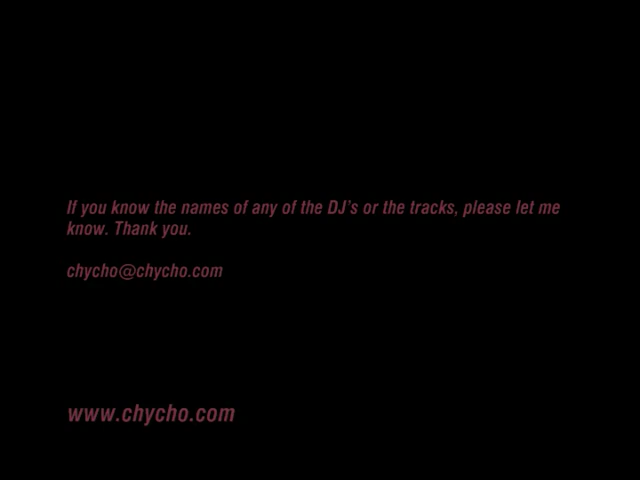 If you know the names of any of the DJ's or the tracks, please let me
know. Thank you.
chycho@chycho.com
www.chycho.com